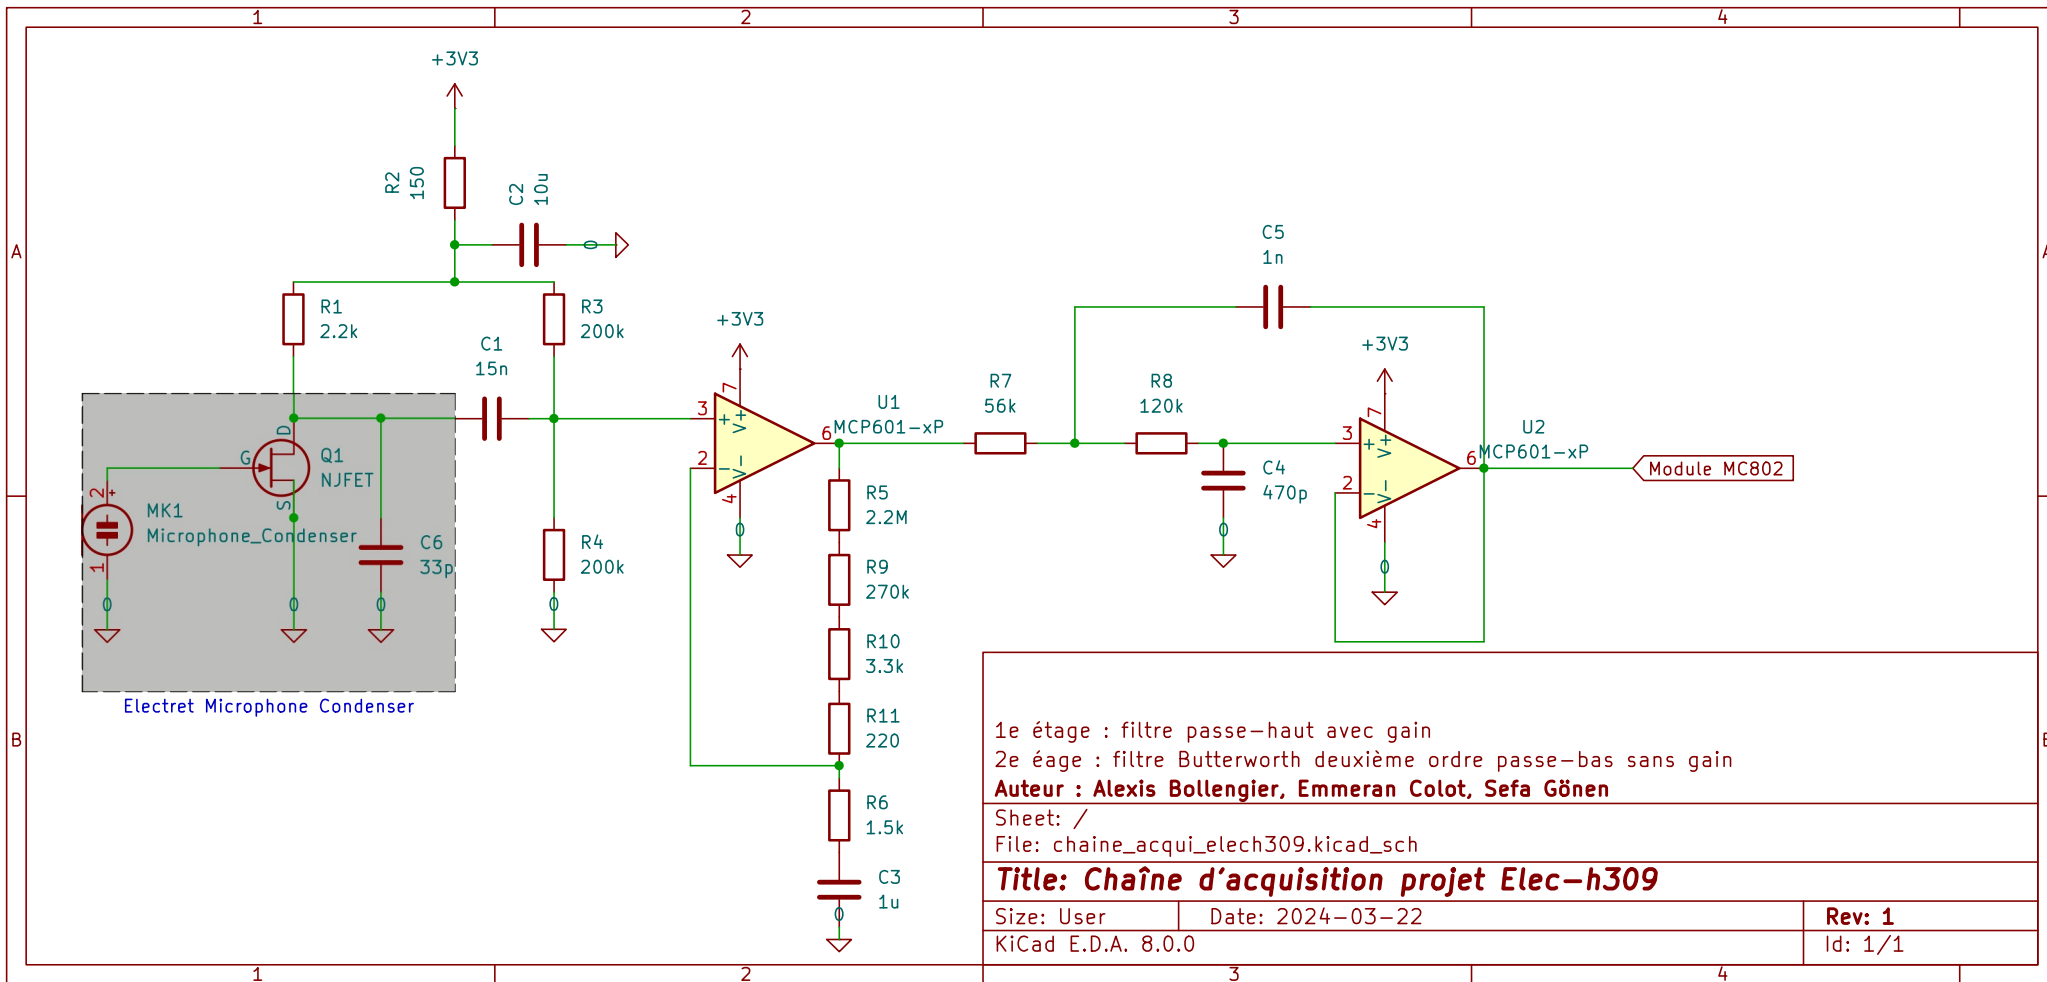 1
2
3
4
A
A
B
B
+3V3
R2
150
C2
10u
0
R1
2.2k
R3
200k
C1
15n
+3V3
C5
1n
D
G
S
Q1
NJFET
2
+
1
MK1
Microphone_Condenser
C6
33p
0
0
0
Electret Microphone Condenser
R4
200k
0
3
2
+
-
V+
V-
7
4
6
U1
MCP601-xP
0
R5
2.2M
R9
270k
R10
3.3k
R11
220
R6
1.5k
C3
1u
0
R7
56k
R8
120k
C4
470p
0
+3V3
3
2
+
-
V+
V-
7
4
6
U2
MCP601-xP
0
Module MC802
1e étage : filtre passe-haut avec gain
2e éage : filtre Butterworth deuxième ordre passe-bas sans gain
Auteur : Alexis Bollengier, Emmeran Colot, Sefa Gönen
Sheet: /
File: chaine_acqui_elech309.kicad_sch
Title: Chaîne d'acquisition projet Elec-h309
Size: User
Date: 2024-03-22
Rev: 1
KiCad E.D.A. 8.0.0
Id: 1/1
1
2
3
4